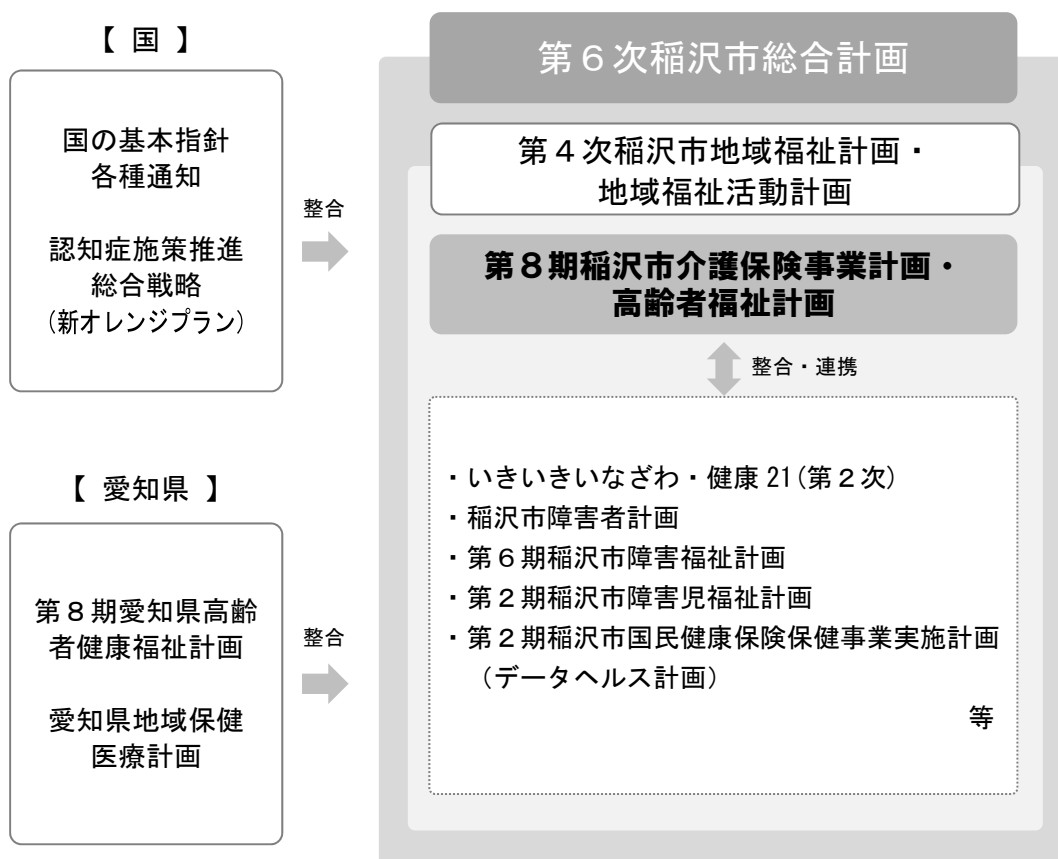 【 国 】
国の基本指針
各種通知
認知症施策推進
総合戦略
(新オレンジプラン)
整合
【 愛知県 】
第８期愛知県高齢
者健康福祉計画
愛知県地域保健
医療計画
整合
第６次稲沢市総合計画
第４次稲沢市地域福祉計画・
地域福祉活動計画
第８期稲沢市介護保険事業計画・
高齢者福祉計画
整合・連携
・いきいきいなざわ・健康 21(第２次)
・稲沢市障害者計画
・第６期稲沢市障害福祉計画
・第２期稲沢市障害児福祉計画
・第２期稲沢市国民健康保険保健事業実施計画
（データヘルス計画）
等